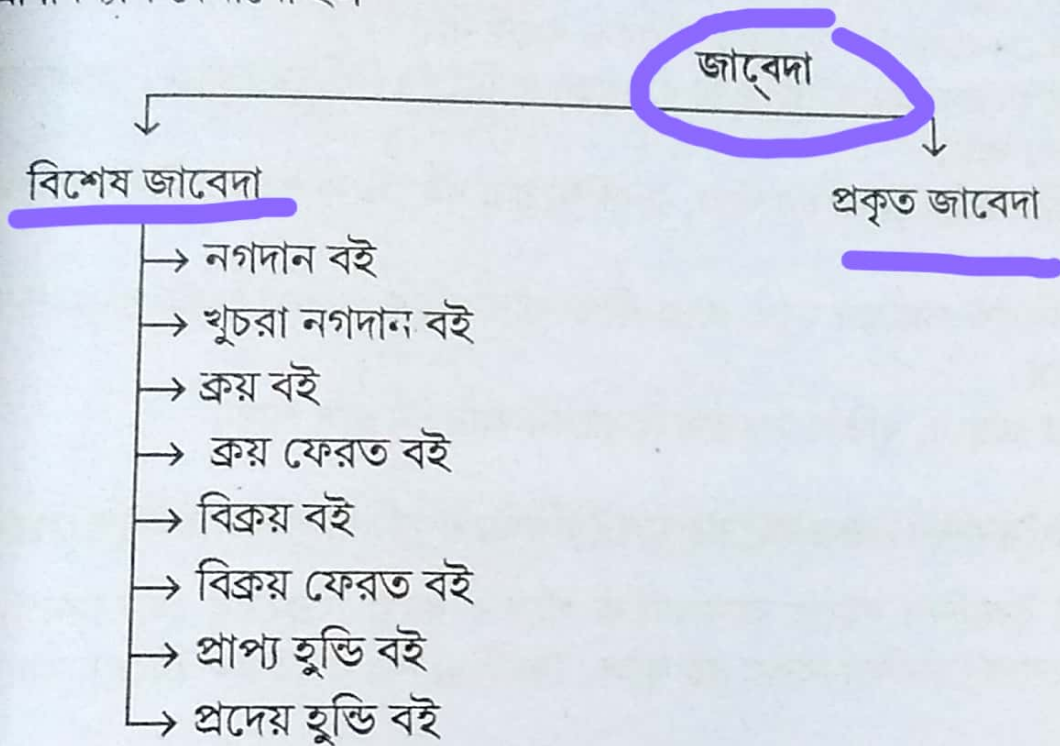 জাবেদা
বিশেষ জাবেদা
প্রকৃত জাবেদা
নগদান বই
খুচরা নগদান বই
ক্রয় বই
ক্রয় ফেরত বই
বিক্রয় বই
বিক্রয় ফেরত বই
প্রাপ্য হুন্ডি বই
প্রদেয় হুন্ডি বই